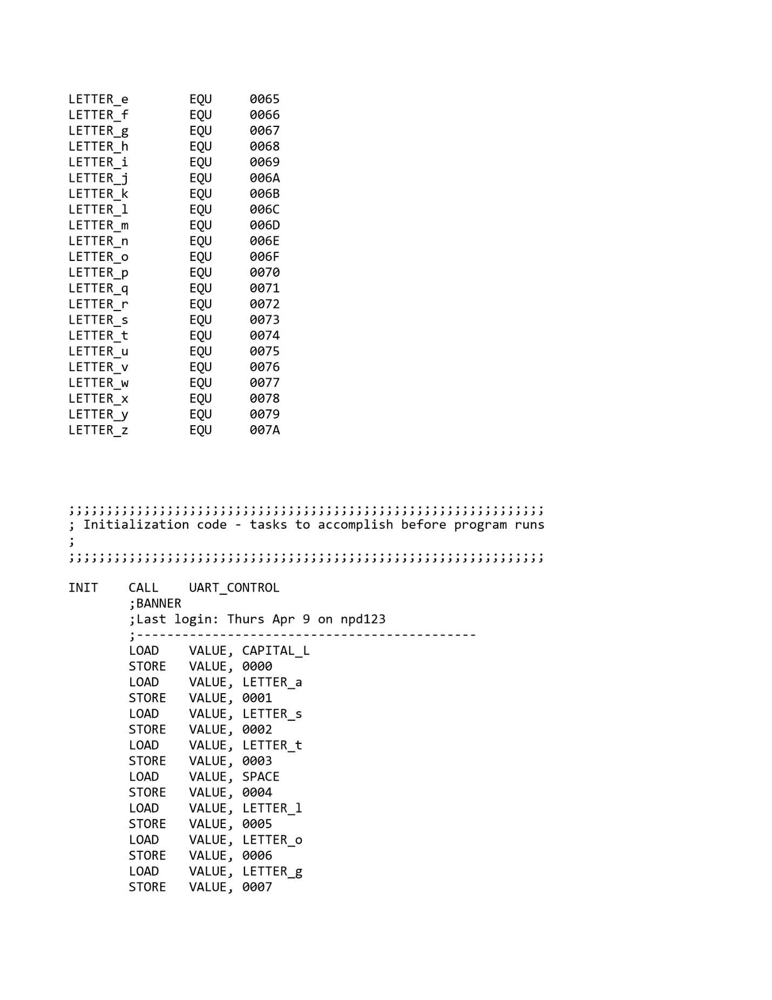 LETTER_e        EQU     0065
LETTER_f        EQU     0066
LETTER_g        EQU     0067
LETTER_h        EQU     0068
LETTER_i        EQU     0069
LETTER_j        EQU     006A
LETTER_k        EQU     006B
LETTER_l        EQU     006C
LETTER_m        EQU     006D
LETTER_n        EQU     006E
LETTER_o        EQU     006F
LETTER_p        EQU     0070
LETTER_q        EQU     0071
LETTER_r        EQU     0072
LETTER_s        EQU     0073
LETTER_t        EQU     0074
LETTER_u        EQU     0075
LETTER_v        EQU     0076
LETTER_w        EQU     0077
LETTER_x        EQU     0078
LETTER_y        EQU     0079
LETTER_z        EQU     007A
;;;;;;;;;;;;;;;;;;;;;;;;;;;;;;;;;;;;;;;;;;;;;;;;;;;;;;;;;;;;;;;
; Initialization code - tasks to accomplish before program runs
;
;;;;;;;;;;;;;;;;;;;;;;;;;;;;;;;;;;;;;;;;;;;;;;;;;;;;;;;;;;;;;;;
INIT    CALL    UART_CONTROL
        ;BANNER
        ;Last login: Thurs Apr 9 on npd123
        ;---------------------------------------------
        LOAD    VALUE, CAPITAL_L
        STORE   VALUE, 0000
        LOAD    VALUE, LETTER_a
        STORE   VALUE, 0001
        LOAD    VALUE, LETTER_s
        STORE   VALUE, 0002
        LOAD    VALUE, LETTER_t
        STORE   VALUE, 0003
        LOAD    VALUE, SPACE
        STORE   VALUE, 0004
        LOAD    VALUE, LETTER_l
        STORE   VALUE, 0005
        LOAD    VALUE, LETTER_o
        STORE   VALUE, 0006
        LOAD    VALUE, LETTER_g
        STORE   VALUE, 0007